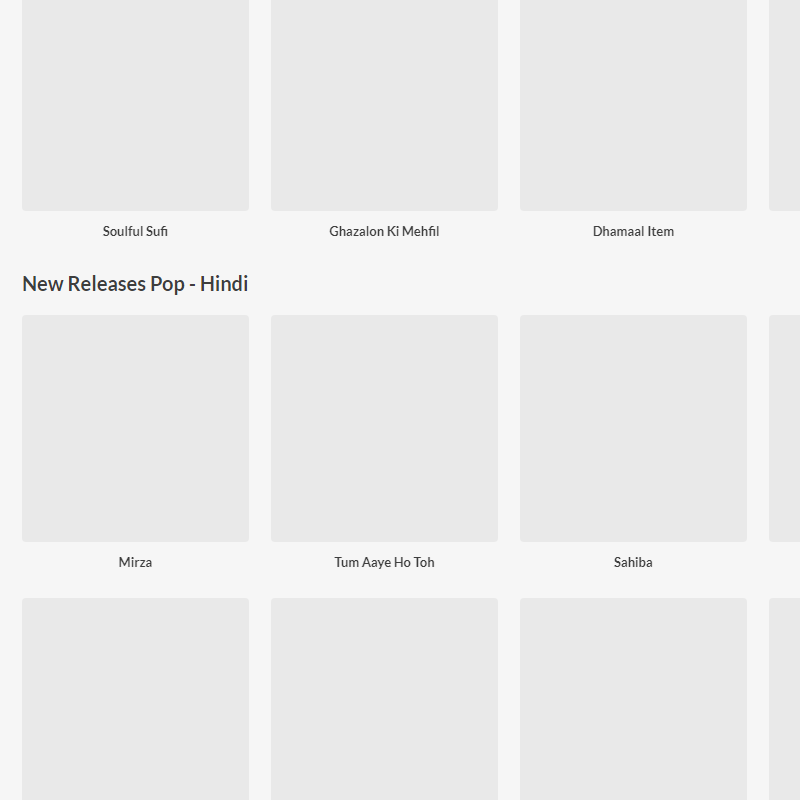 Soulful Sufi
Ghazalon Ki Mehfil
Dhamaal Item
New Releases Pop - Hindi
Mirza
Tum Aaye Ho Toh
Sahiba